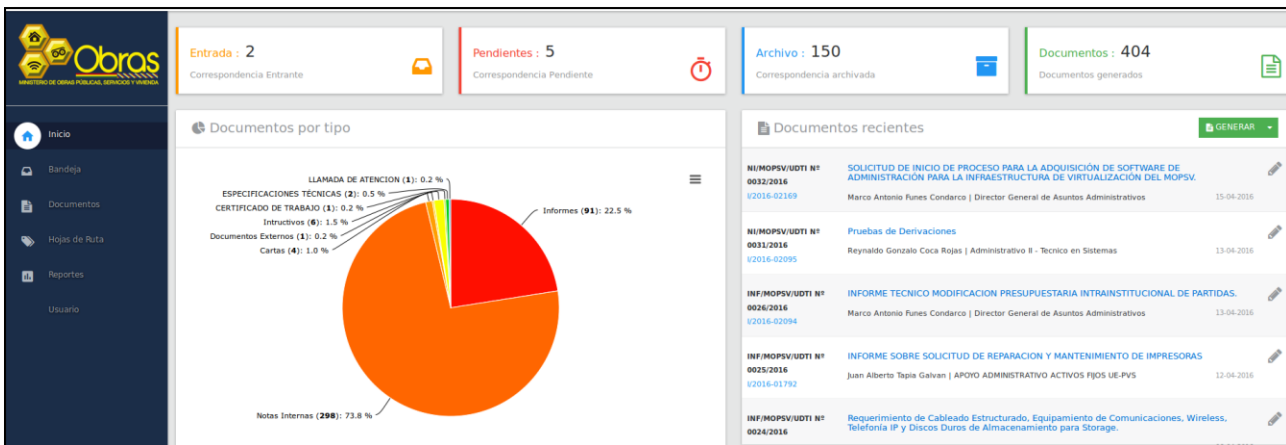 Obras
MINISTERIO DE OBRAS PÚBLICAS, SERVICIOS Y VIVIENDA
Inicio
Bandeja
Documentos
Hojas de Ruta
Reportes
Usuario
Entrada : 2
Correspondencia Entrante
Pendientes : 5
Correspondencia Pendiente
Archivo : 150
Correspondencia archivada
Documentos : 404
Documentos generados
Documentos por tipo
LLAMADA DE ATENCION (1): 0.2 %
ESPECIFICACIONES TÉCNICAS (2): 0.5 %
CERTIFICADO DE TRABAJO (1): 0.2 %
Intructivos (6): 1.5 %
Documentos Externos (1): 0.2 %
Cartas (4): 1.0 %
Informes (91): 22.5 %
Notas Internas (298): 73.8 %
Documentos recientes
GENERAR
NI/MOPSV/UDTI Nº
0032/2016
I/2016-02169
SOLICITUD DE INICIO DE PROCESO PARA LA ADQUISICIÓN DE SOFTWARE DE
ADMINISTRACIÓN PARA LA INFRAESTRUCTURA DE VIRTUALIZACIÓN DEL MOPSV.
Marco Antonio Funes Condarco | Director General de Asuntos Administrativos
15-04-2016
NI/MOPSV/UDTI Nº
0031/2016
I/2016-02095
Pruebas de Derivaciones
Reynaldo Gonzalo Coca Rojas | Administrativo II - Tecnico en Sistemas
13-04-2016
INF/MOPSV/UDTI Nº
0026/2016
I/2016-02094
INFORME TECNICO MODIFICACION PRESUPUESTARIA INTRAINSTITUCIONAL DE PARTIDAS.
Marco Antonio Funes Condarco | Director General de Asuntos Administrativos
13-04-2016
INF/MOPSV/UDTI Nº
0025/2016
I/2016-01792
INFORME SOBRE SOLICITUD DE REPARACION Y MANTENIMIENTO DE IMPRESORAS
Juan Alberto Tapia Galvan | APOYO ADMINISTRATIVO ACTIVOS FIJOS UE-PVS
12-04-2016
INF/MOPSV/UDTI Nº
0024/2016
Requerimiento de Cableado Estructurado, Equipamiento de Comunicaciones, Wireless,
Telefonía IP y Discos Duros de Almacenamiento para Storage.